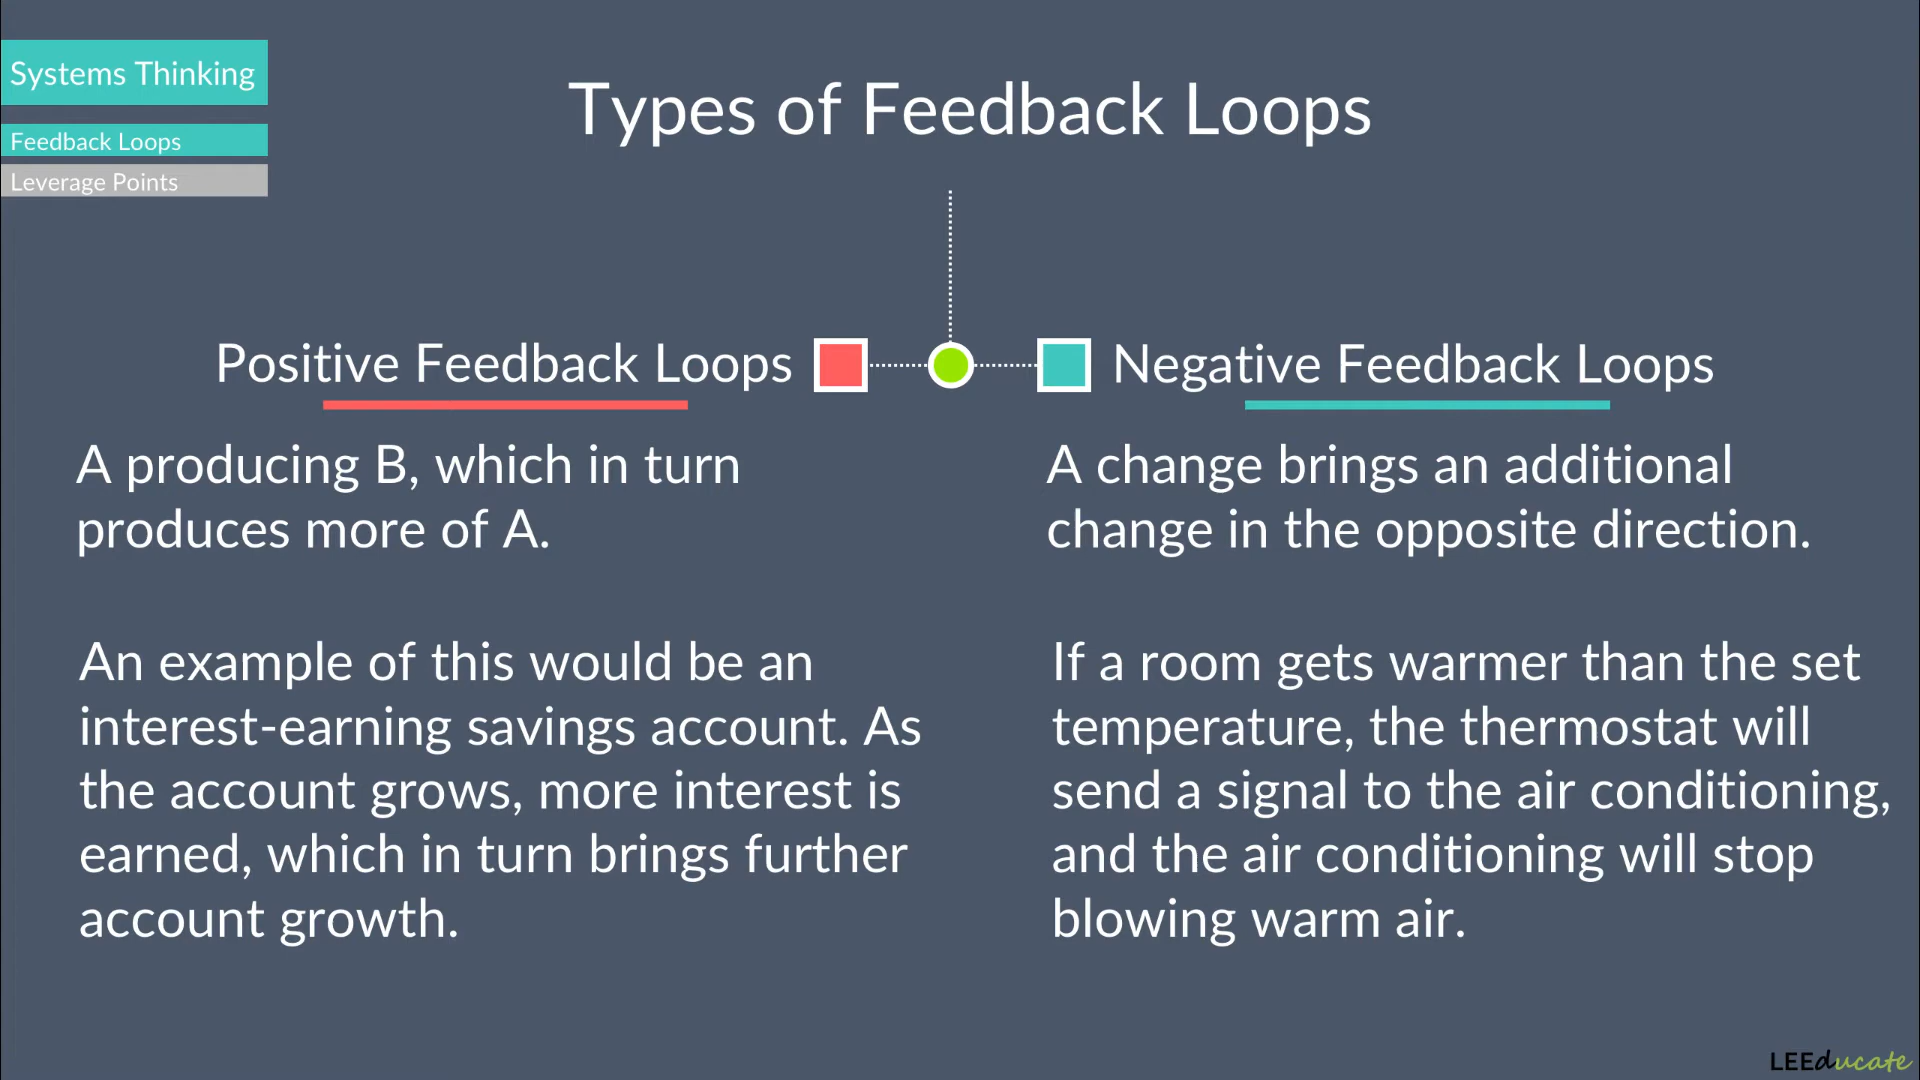 Systems Thinking
Feedback Loops
Leverage Points
Types of Feedback Loops
Positive Feedback Loops
A producing B, which in turn
produces more of A.
An example of this would be an
interest-earning savings account. As
the account grows, more interest is
earned, which in turn brings further
account growth.
Negative Feedback Loops
A change brings an additional
change in the opposite direction.
If a room gets warmer than the set
temperature, the thermostat will
send a signal to the air conditioning,
and the air conditioning will stop
blowing warm air.
LEEducate